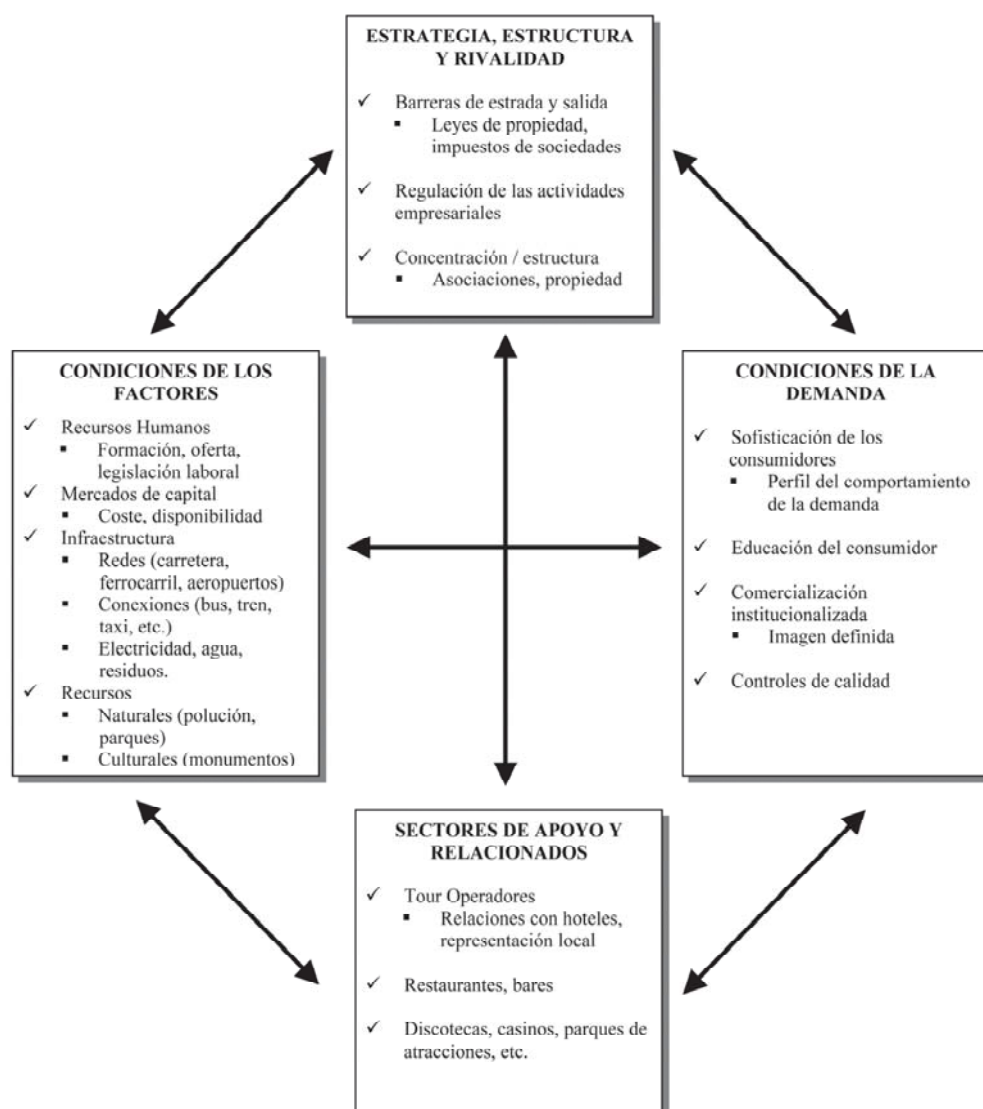 ESTRATEGIA, ESTRUCTURA
Y RIVALIDAD
✓ Barreras de estrada y salida
▪ Leyes de propiedad,
impuestos de sociedades
✓ Regulación de las actividades
empresariales
✓ Concentración / estructura
▪ Asociaciones, propiedad
CONDICIONES DE LOS
FACTORES
✓ Recursos Humanos
▪ Formación, oferta,
legislación laboral
✓ Mercados de capital
▪ Coste, disponibilidad
✓ Infraestructura
▪ Redes (carretera,
ferrocarril, aeropuertos)
▪ Conexiones (bus, tren,
taxi, etc.)
▪ Electricidad, agua,
residuos.
✓ Recursos
▪ Naturales (polución,
parques)
▪ Culturales (monumentos)
CONDICIONES DE LA
DEMANDA
✓ Sofisticación de los
consumidores
▪ Perfil del comportamiento
de la demanda
✓ Educación del consumidor
✓ Comercialización
institucionalizada
▪ Imagen definida
✓ Controles de calidad
SECTORES DE APOYO Y
RELACIONADOS
✓ Tour Operadores
▪ Relaciones con hoteles,
representación local
✓ Restaurantes, bares
✓ Discotecas, casinos, parques de
atracciones, etc.